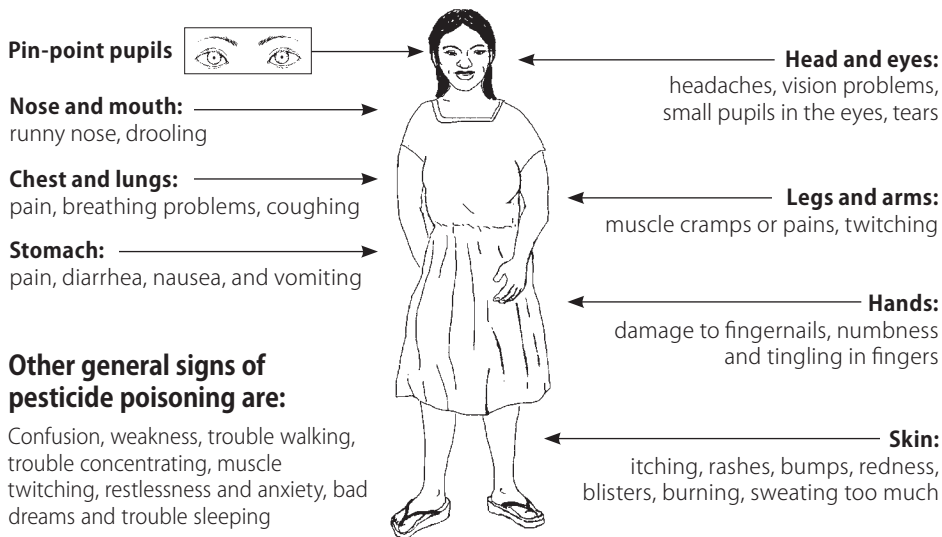 Pin-point pupils
Nose and mouth:
runny nose, drooling
Chest and lungs:
pain, breathing problems, coughing
Stomach:
pain, diarrhea, nausea, and vomiting
Other general signs of
pesticide poisoning are:
Confusion, weakness, trouble walking,
trouble concentrating, muscle
twitching, restlessness and anxiety, bad
dreams and trouble sleeping
Head and eyes:
headaches, vision problems,
small pupils in the eyes, tears
Legs and arms:
muscle cramps or pains, twitching
Hands:
damage to fingernails, numbness
and tingling in fingers
Skin:
itching, rashes, bumps, redness,
blisters, burning, sweating too much